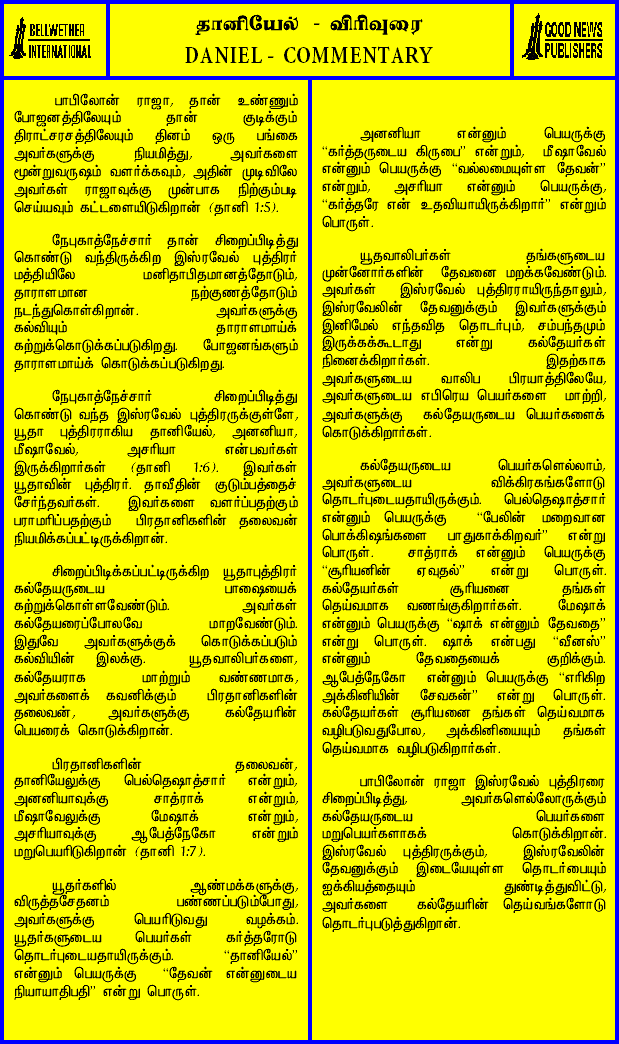 BELLWETHER
INTERNATIONAL
தானியேல் - விரிவுரை
DANIEL - COMMENTARY
GOOD NEWS
PUBLISHERS
பாபிலோன் ராஜா, தான் உண்ணும்
போஜனத்திலேயும் தான் குடிக்கும்
திராட்சரசத்திலேயும் தினம் ஒரு பங்கை
அவர்களுக்கு நியமித்து, அவர்களை
மூன்றுவருஷம் வளர்க்கவும், அதின் முடிவிலே
அவர்கள் ராஜாவுக்கு முன்பாக நிற்கும்படி
செய்யவும் கட்டளையிடுகிறான் (தானி 1:5).
நேபுகாத்நேச்சார் தான் சிறைப்பிடித்து
கொண்டு வந்திருக்கிற இஸ்ரவேல் புத்திரர்
மத்தியிலே மனிதாபிதமானத்தோடும்,
தாராளமான நற்குணத்தோடும்
நடந்துகொள்கிறான். அவர்களுக்கு
கல்வியும் தாராளமாய்க்
கற்றுக்கொடுக்கப்படுகிறது. போஜனங்களும்
தாராளமாய்க் கொடுக்கப்படுகிறது.
நேபுகாத்நேச்சார் சிறைப்பிடித்து
கொண்டு வந்த இஸ்ரவேல் புத்திரருக்குள்ளே,
யூதா புத்திரராகிய தானியேல், அனனியா,
மீஷாவேல், அசரியா என்பவர்கள்
இருக்கிறார்கள் (தானி 1:6). இவர்கள்
யூதாவின் புத்திரர். தாவீதின் குடும்பத்தைச்
சேர்ந்தவர்கள். இவர்களை வளர்ப்பதற்கும்
பராமரிப்பதற்கும் பிரதானிகளின் தலைவன்
நியமிக்கப்பட்டிருக்கிறான்.
சிறைப்பிடிக்கப்பட்டிருக்கிற யூதாபுத்திரர்
கல்தேயருடைய பாஷையைக்
கற்றுக்கொள்ளவேண்டும். அவர்கள்
கல்தேயரைப்போலவே மாறவேண்டும்.
இதுவே அவர்களுக்குக் கொடுக்கப்படும்
கல்வியின் இலக்கு. யூதவாலிபர்களை,
கல்தேயராக மாற்றும் வண்ணமாக,
அவர்களைக் கவனிக்கும் பிரதானிகளின்
தலைவன், அவர்களுக்கு கல்தேயரின்
பெயரைக் கொடுக்கிறான்.
பிரதானிகளின் தலைவன்,
தானியேலுக்கு பெல்தெஷாத்சார் என்றும்,
அனனியாவுக்கு சாத்ராக் என்றும்,
மீஷாவேலுக்கு மேஷாக் என்றும்,
அசரியாவுக்கு ஆபேத்நேகோ என்றும்
மறுபெயரிடுகிறான் (தானி 1:7).
யூதர்களில் ஆண்மக்களுக்கு,
விருத்தசேதனம் பண்ணப்படும்போது,
அவர்களுக்கு பெயரிடுவது வழக்கம்.
யூதர்களுடைய பெயர்கள் கர்த்தரோடு
தொடர்புடையதாயிருக்கும். “தானியேல்”
என்னும் பெயருக்கு “தேவன் என்னுடைய
நியாயாதிபதி” என்று பொருள்.
அனனியா என்னும் பெயருக்கு
“கர்த்தருடைய கிருபை” என்றும், மீஷாவேல்
என்னும் பெயருக்கு “வல்லமையுள்ள தேவன்”
என்றும், அசரியா என்னும் பெயருக்கு,
“கர்த்தரே என் உதவியாயிருக்கிறார்” என்றும்
பொருள்.
யூதவாலிபர்கள் தங்களுடைய
முன்னோர்களின் தேவனை மறக்கவேண்டும்.
அவர்கள் இஸ்ரவேல் புத்திரராயிருந்தாலும்,
இஸ்ரவேலின் தேவனுக்கும் இவர்களுக்கும்
இனிமேல் எந்தவித தொடர்பும், சம்பந்தமும்
இருக்கக்கூடாது என்று கல்தேயர்கள்
நினைக்கிறார்கள். இதற்காக
அவர்களுடைய வாலிப பிரயாத்திலேயே,
அவர்களுடைய எபிரெய பெயர்களை மாற்றி,
அவர்களுக்கு கல்தேயருடைய பெயர்களைக்
கொடுக்கிறார்கள்.
கல்தேயருடைய பெயர்களெல்லாம்,
அவர்களுடைய விக்கிரகங்களோடு
தொடர்புடையதாயிருக்கும். பெல்தெஷாத்சார்
என்னும் பெயருக்கு “பேலின் மறைவான
பொக்கிஷங்களை பாதுகாக்கிறவர்” என்று
பொருள். சாத்ராக் என்னும் பெயருக்கு
“சூரியனின் ஏவுதல்” என்று பொருள்.
கல்தேயர்கள் சூரியனை தங்கள்
தெய்வமாக வணங்குகிறார்கள். மேஷாக்
என்னும் பெயருக்கு “ஷாக் என்னும் தேவதை”
என்று பொருள். ஷாக் என்பது “வீனஸ்”
என்னும் தேவதையைக் குறிக்கும்.
ஆபேத்நேகோ என்னும் பெயருக்கு “எரிகிற
அக்கினியின் சேவகன்” என்று பொருள்.
கல்தேயர்கள் சூரியனை தங்கள் தெய்வமாக
வழிபடுவதுபோல, அக்கினியையும் தங்கள்
தெய்வமாக வழிபடுகிறார்கள்.
பாபிலோன் ராஜா இஸ்ரவேல் புத்திரரை
சிறைப்பிடித்து, அவர்களெல்லோருக்கும்
கல்தேயருடைய பெயர்களை
மறுபெயர்களாகக் கொடுக்கிறான்.
இஸ்ரவேல் புத்திரருக்கும், இஸ்ரவேலின்
தேவனுக்கும் இடையேயுள்ள தொடர்பையும்
ஐக்கியத்தையும் துண்டித்துவிட்டு,
அவர்களை கல்தேயரின் தெய்வங்களோடு
தொடர்புபடுத்துகிறான்.